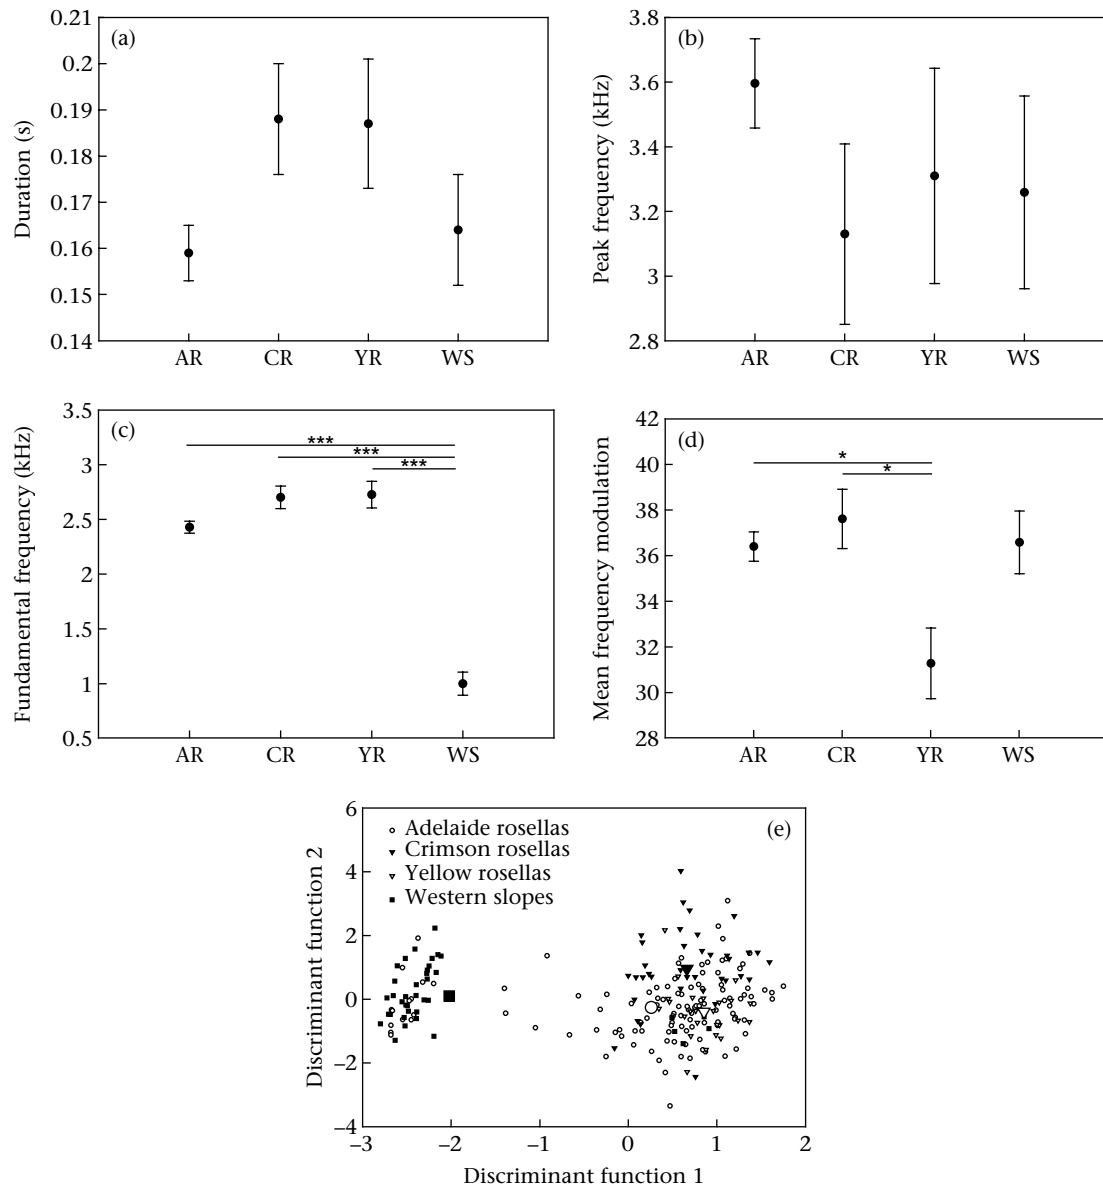 (a)
0.21
0.2
0.19
0.18
0.17
0.16
0.15
0.14
Duration (s)
AR CR YR WS
(b)
3.8
3.6
3.4
3.2
3
2.8
Peak frequency (kHz)
AR CR YR WS
(c)
3.5
3
2.5
2
1.5
1
0.5
Fundamental frequency (kHz)
***
***
***
AR CR YR WS
(d)
42
40
38
36
34
32
31
30
28
Mean frequency modulation
*
*
AR CR YR WS
(e)
6
4
2
0
−2
−4
Discriminant function 2
Adelaide rosellas
Crimson rosellas
Yellow rosellas
Western slopes
−3 −2 −1 0 1 2
Discriminant function 1